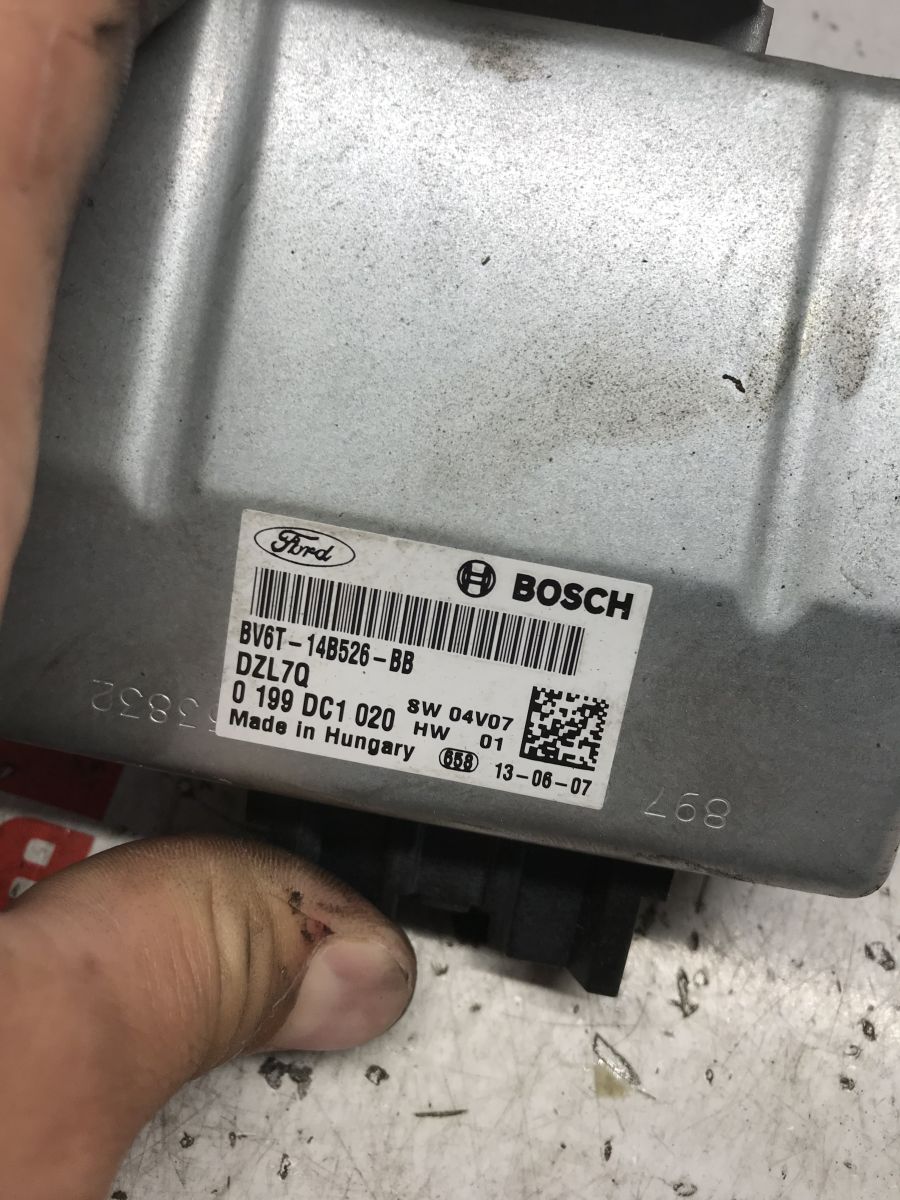 Ford
BOSCH
BV6T-14B526-BB
DZL7Q
0 199 DC1 020
SW 04V07
HW 01
Made in Hungary
658
13-06-07
897